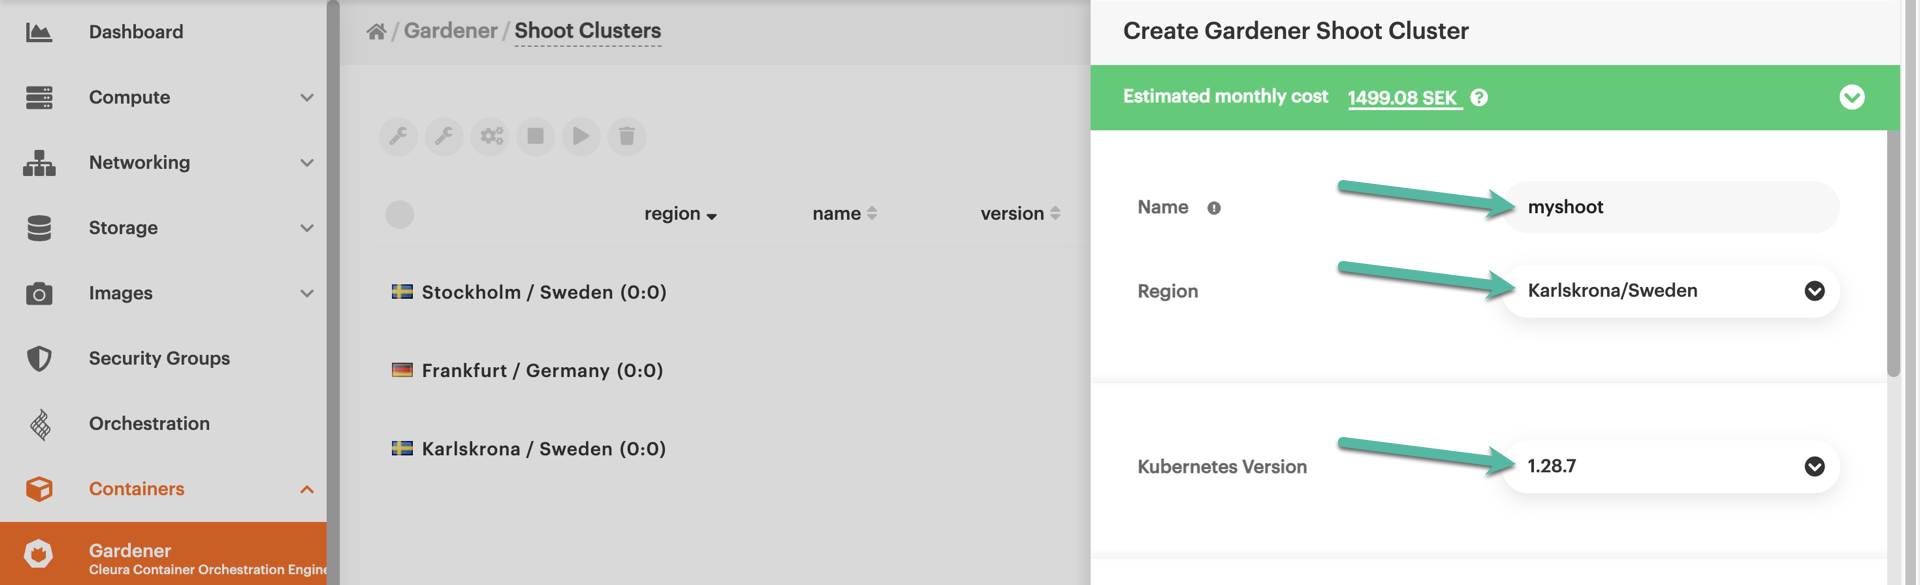 Dashboard
Compute
Networking
Storage
Images
Security Groups
Orchestration
Containers
Gardener
Cleura Container Orchestration Engine
/ Gardener / Shoot Clusters
region name version
Stockholm / Sweden (0:0)
Frankfurt / Germany (0:0)
Karlskrona / Sweden (0:0)
Create Gardener Shoot Cluster
Estimated monthly cost 1499.08 SEK ?
Name ! myshoot
Region Karlskrona/Sweden
Kubernetes Version 1.28.7